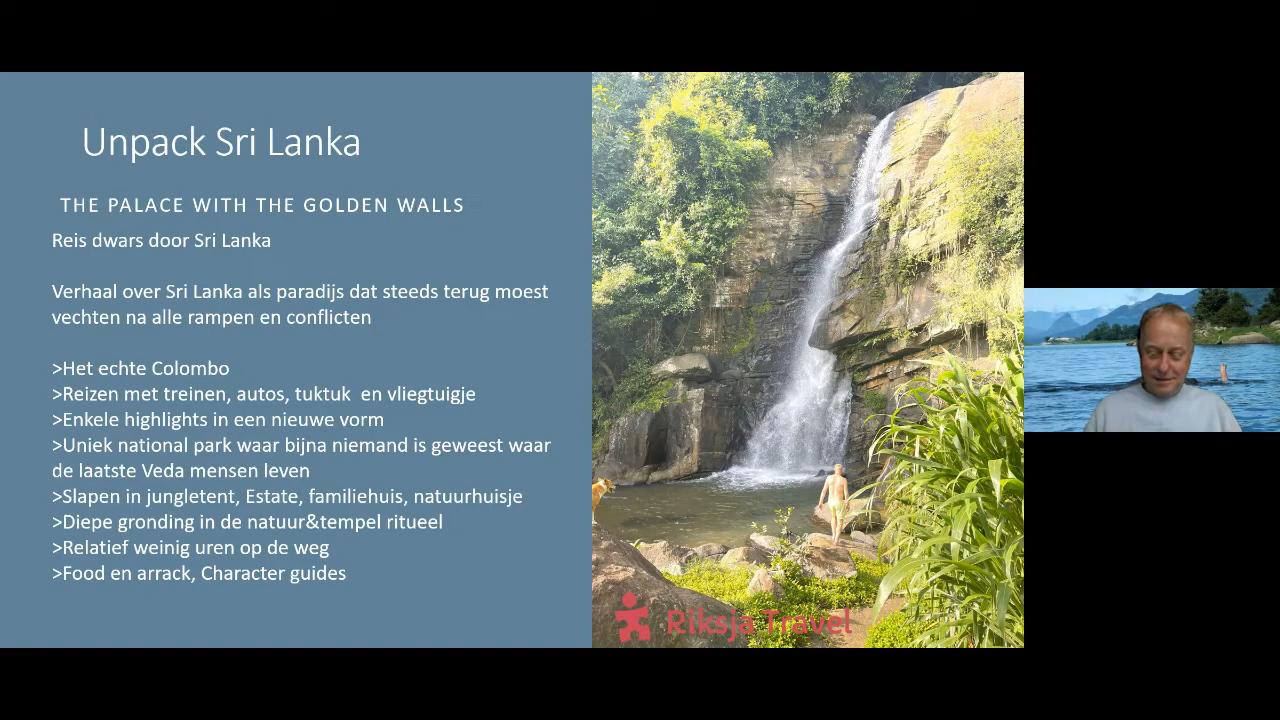 Unpack Sri Lanka
THE PALACE WITH THE GOLDEN WALLS
Reis dwars door Sri Lanka
Verhaal over Sri Lanka als paradijs dat steeds terug moest
vechten na alle rampen en conflicten
>Het echte Colombo
>Reizen met treinen, autos, tuktuk  en vliegtuigje
>Enkele highlights in een nieuwe vorm
>Uniek national park waar bijna niemand is geweest waar
de laatste Veda mensen leven
>Slapen in jungletent, Estate, familiehuis, natuurhuisje
>Diepe gronding in de natuur&tempel ritueel
>Relatief weinig uren op de weg
>Food en arrack, Character guides
Riksja Travel